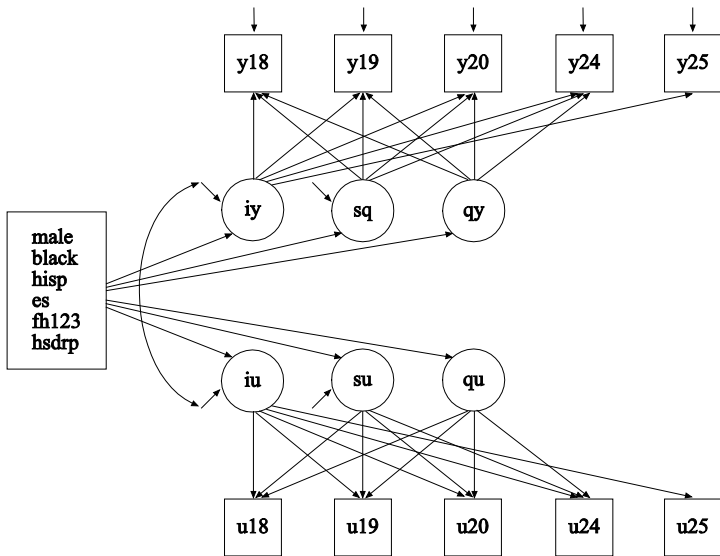 y18 y19 y20 y24 y25
iy sq qy
male
black
hisp
es
fh123
hsdrp
iu su qu
u18 u19 u20 u24 u25